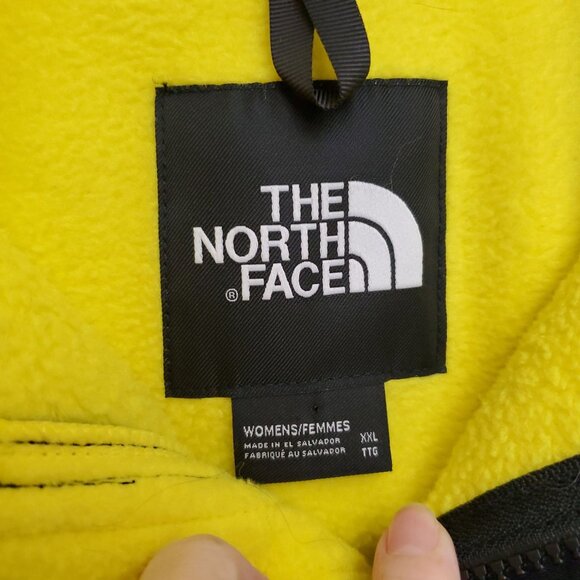 THE
NORTH
® FACE
WOMENS/FEMMES
MADE IN EL SALVADOR
FABRIQUÉ AU SALVADOR
XXL
TTG